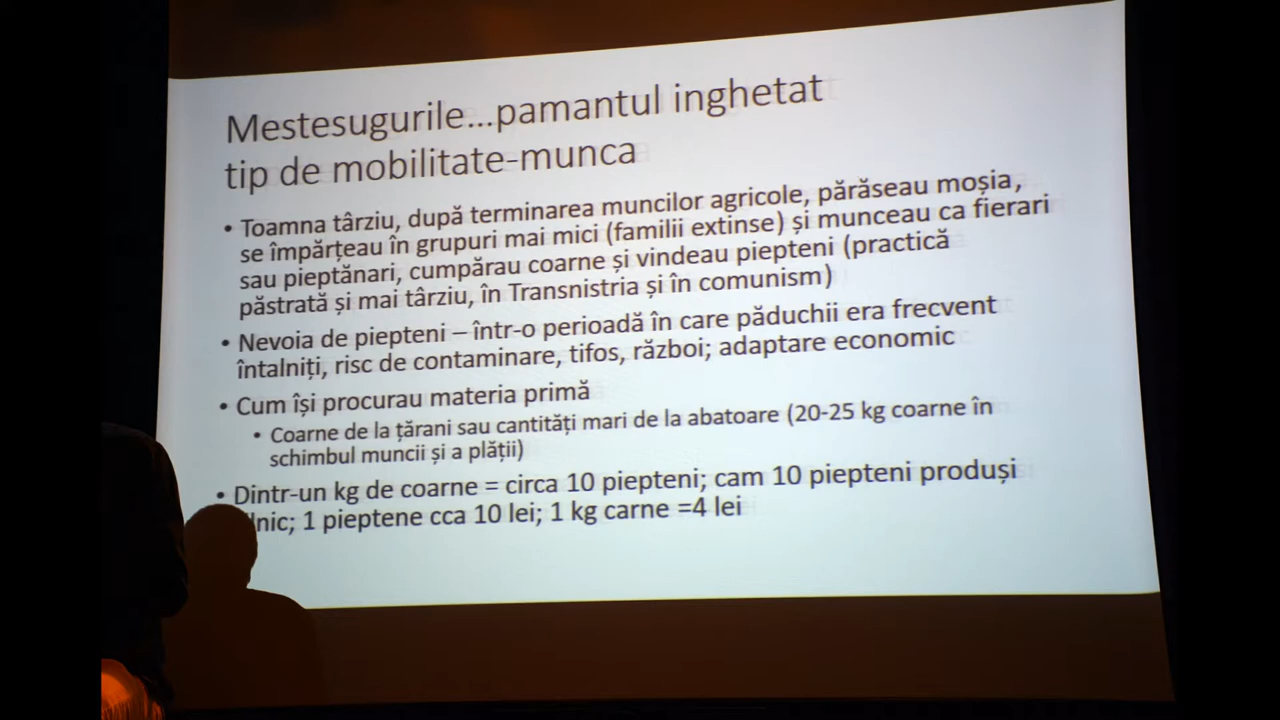 Mestesugurile...pamantul inghetat
tip de mobilitate-munca
• Toamna târziu, după terminarea muncilor agricole, părăseau moșia,
se împărțeau în grupuri mai mici (familii extinse) și munceau ca fierari
sau pieptănari, cumpărau coarne și vindeau piepteni (practică
păstrată și mai târziu, în Transnistria și în comunism)
• Nevoia de piepteni – într-o perioadă în care păduchii era frecvent
întalniți, risc de contaminare, tifos, război; adaptare economic
• Cum își procurau materia primă
• Coarne de la țărani sau cantități mari de la abatoare (20-25 kg coarne în
schimbul muncii și a plății)
• Dintr-un kg de coarne = circa 10 piepteni; cam 10 piepteni produși
1 pieptene cca 10 lei; 1 kg carne =4 lei